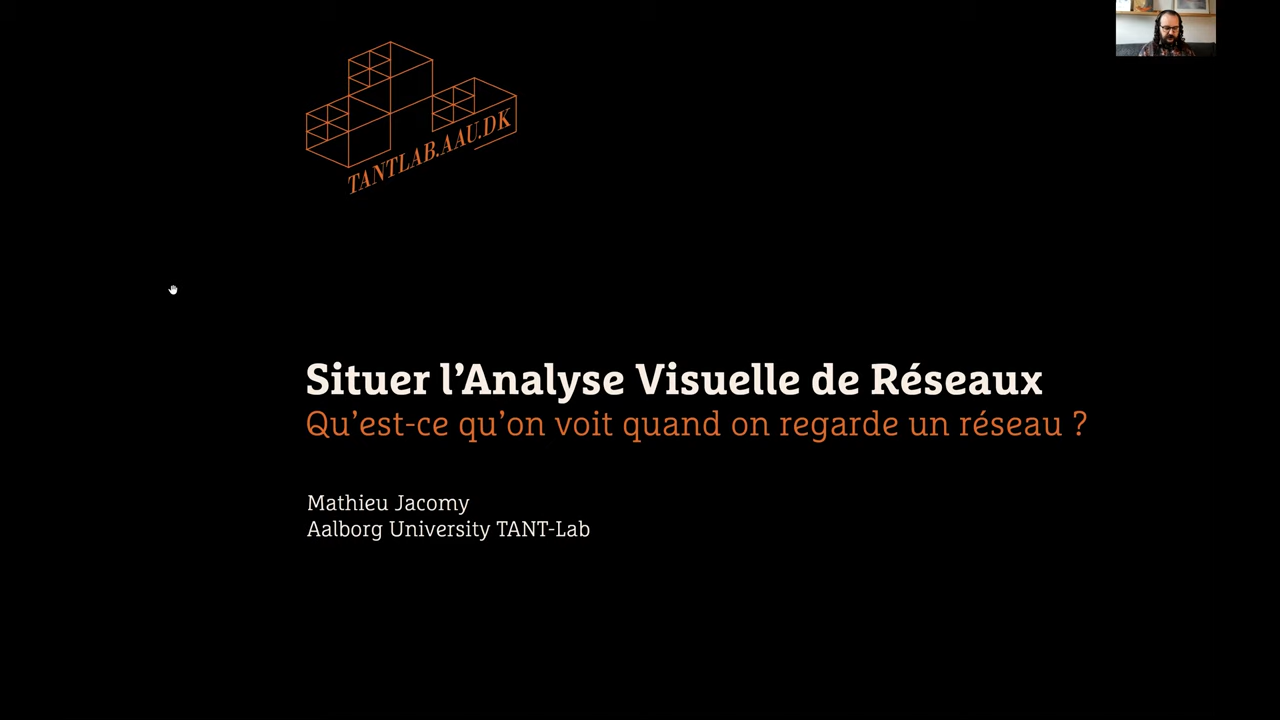 TANTLAB.AAU.DK
Situer l’Analyse Visuelle de Réseaux
Qu’est-ce qu’on voit quand on regarde un réseau ?
Mathieu Jacomy
Aalborg University TANT-Lab